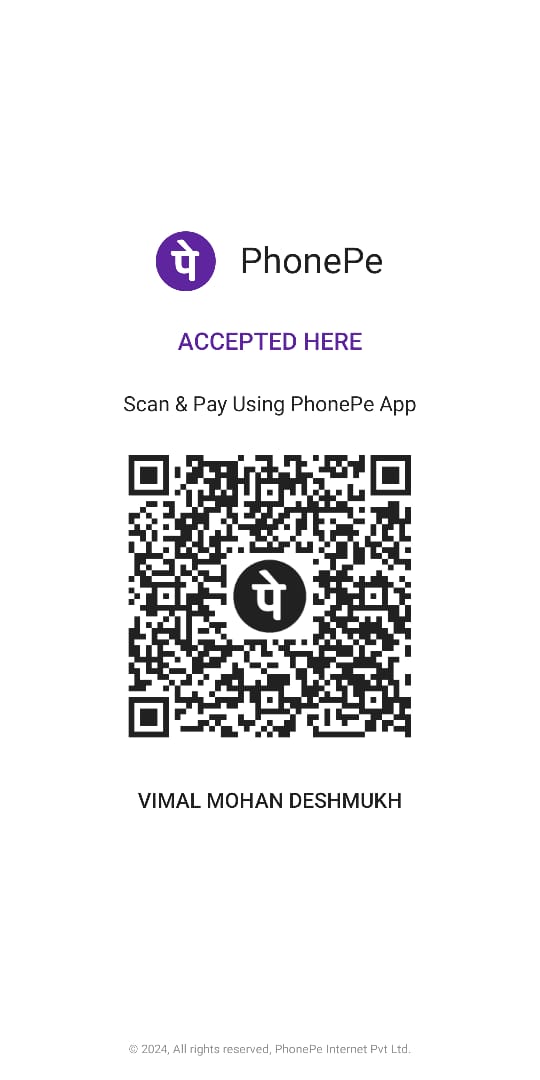 पे PhonePe
ACCEPTED HERE
Scan & Pay Using PhonePe App
पे
VIMAL MOHAN DESHMUKH
© 2024, All rights reserved, PhonePe Internet Pvt Ltd.